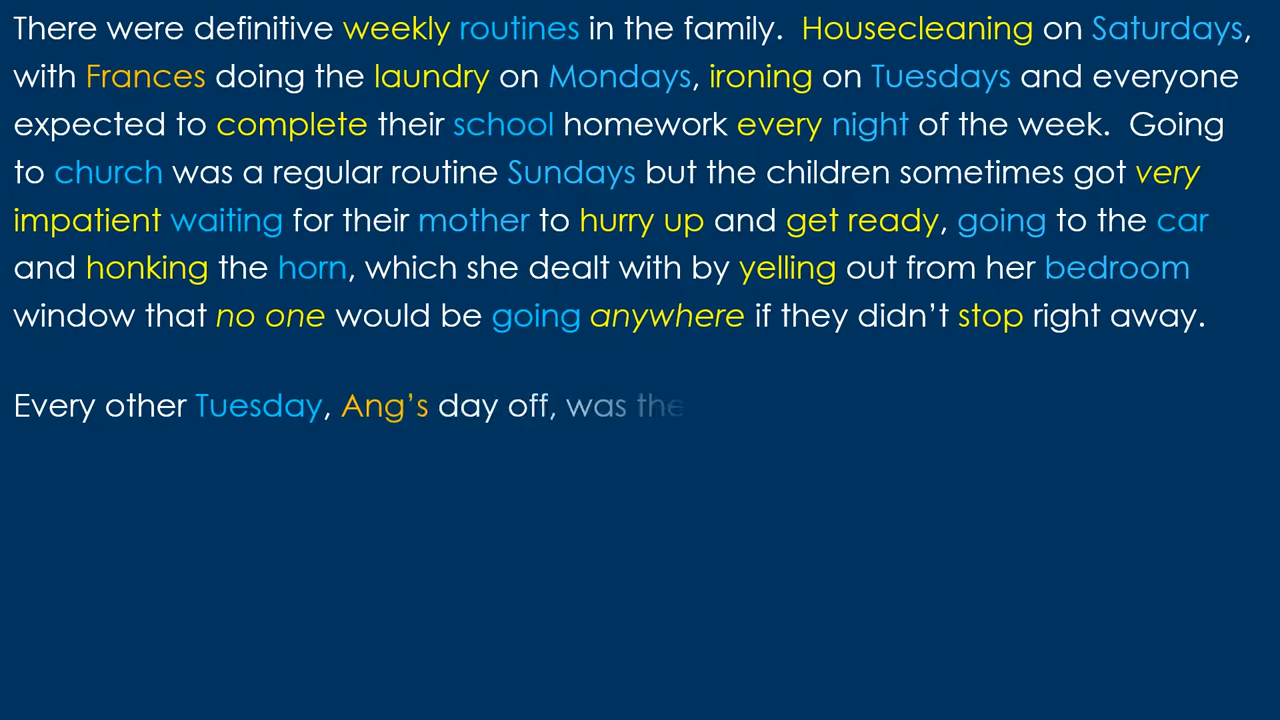 There were definitive weekly routines in the family.  Housecleaning on Saturdays,
with Frances doing the laundry on Mondays, ironing on Tuesdays and everyone
expected to complete their school homework every night of the week.  Going
to church was a regular routine Sundays but the children sometimes got very
impatient waiting for their mother to hurry up and get ready, going to the car
and honking the horn, which she dealt with by yelling out from her bedroom
window that no one would be going anywhere if they didn’t stop right away.
Every other Tuesday, Ang’s day off, was the